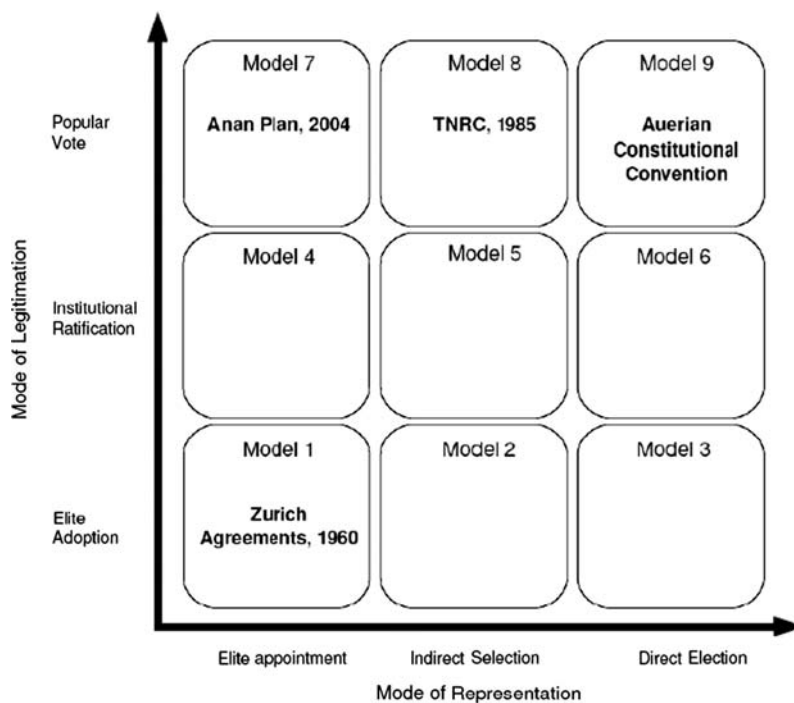 Model 7
Model 8
Model 9
Popular
Vote
Anan Plan, 2004
TNRC, 1985
Auerian
Constitutional
Convention
Model 4
Model 5
Model 6
Institutional
Ratification
Model 1
Model 2
Model 3
Elite
Adoption
Zurich
Agreements, 1960
Mode of Legitimation
Elite appointment
Indirect Selection
Direct Election
Mode of Representation